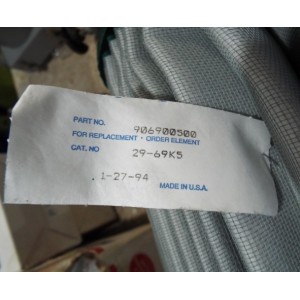 PART NO. 906900500
FOR REPLACEMENT - ORDER ELEMENT
CAT. NO 29-69K5
1-27-94 MADE IN U.S.A.